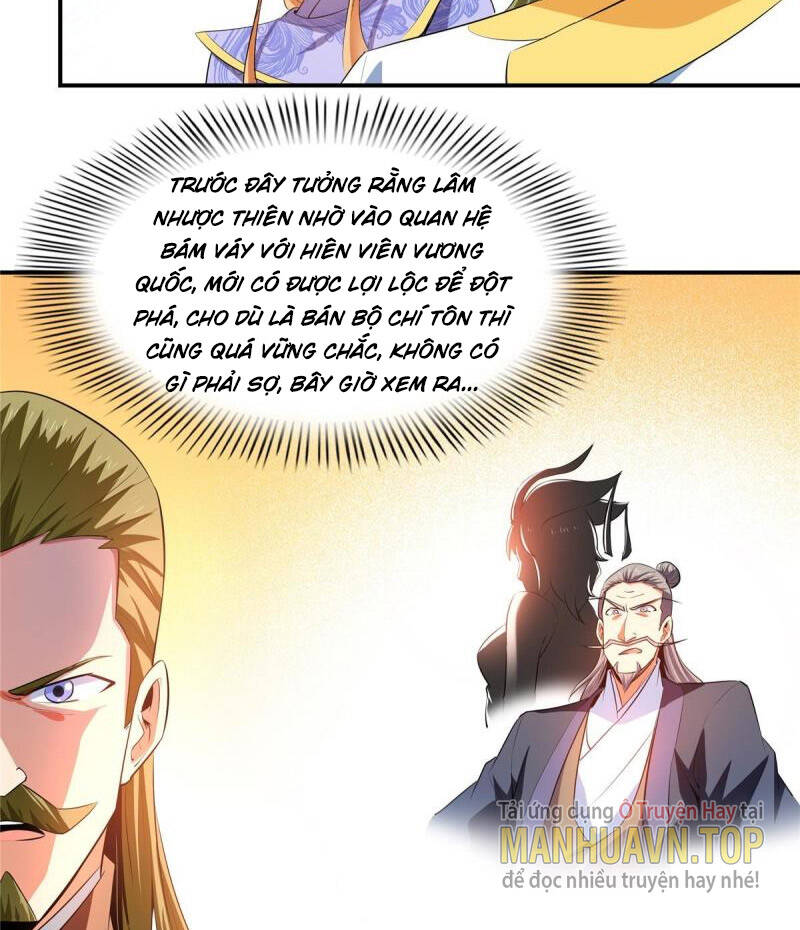 TRƯỚC ĐÂY TƯỞNG RẰNG LÂM
NHƯỢC THIÊN NHỜ VÀO QUAN HỆ
BÁM VÁY VỚI HIÊN VIÊN VƯƠNG
QUỐC, MỚI CÓ ĐƯỢC LỢI LỘC ĐỂ ĐỘT
PHÁ, CHO DÙ LÀ BÁN BỘ CHÍ TÔN THÌ
CŨNG QUÁ VỮNG CHẮC, KHÔNG CÓ
GÌ PHẢI SỢ, BÂY GIỜ XEM RA...
Tải ứng dụng Ổ Truyện Hay tại
MANHUAVN.TOP
để đọc nhiều truyện hay nhé!